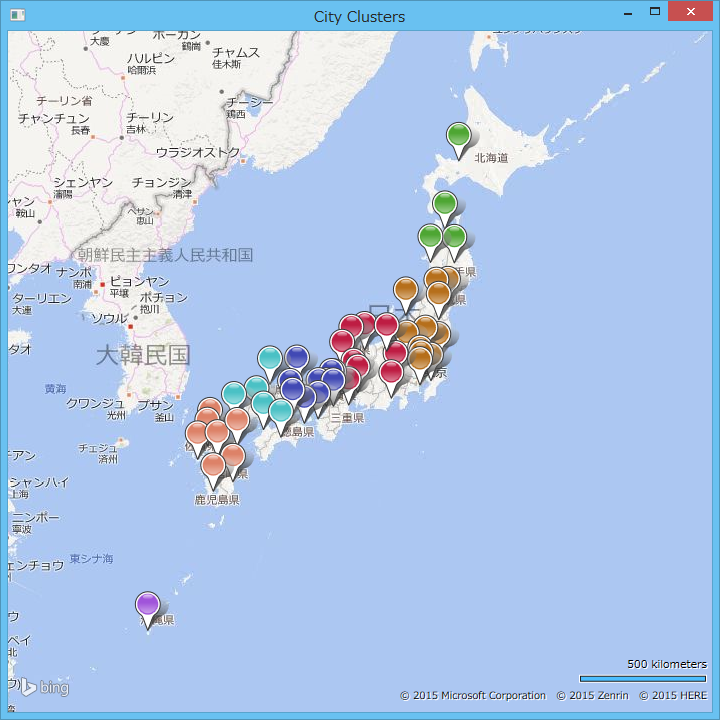 City Clusters
ボーガン
鶴崗
大慶
ハルビン
哈爾浜
チャムス
佳木斯
チーリン省
チーシー
鶏西
チャンチュン
長春
チーリン
吉林
ウラジオストク
北海道
シェンヤン
瀋陽
チョンジン
清津
ヤン
鞍山
ヘサン
恵山
朝鮮民主主義人民共和国
ワンタオ
ナンポ
南浦
ピョンヤン
平壌
ターリエン
大連
ポチョン
抱川
ソウル
日本
タオ
大韓民国
黄海
クワンジュ
光州
プサン
釜山
三重県
徳島県
チェジュ
済州
アン
シャンハイ
上海
鹿児島県
ニンポー
寧波
東シナ海
ェンチョウ
ペイ
北
500 kilometers
bing
© 2015 Microsoft Corporation © 2015 Zenrin © 2015 HERE